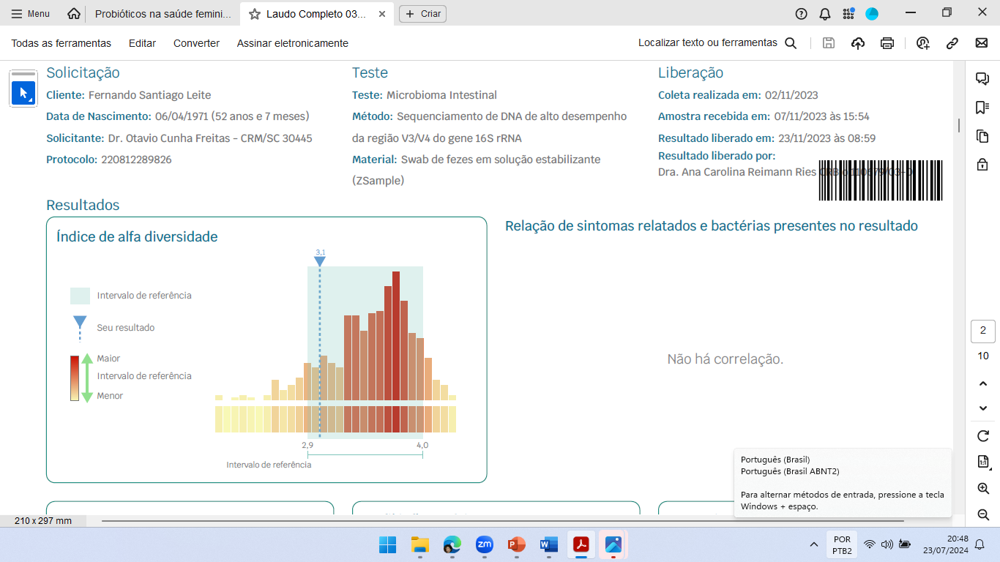 Menu
Probióticos na saúde femini...
Laudo Completo 03...
Criar
Todas as ferramentas
Editar
Converter
Assinar eletronicamente
Localizar texto ou ferramentas
Solicitação
Cliente: Fernando Santiago Leite
Data de Nascimento: 06/04/1971 (52 anos e 7 meses)
Solicitante: Dr. Otavio Cunha Freitas - CRM/SC 30445
Protocolo: 220812289826
Teste
Teste: Microbioma Intestinal
Método: Sequenciamento de DNA de alto desempenho
da região V3/V4 do gene 16S rRNA
Material: Swab de fezes em solução estabilizante
(ZSample)
Liberação
Coleta realizada em: 02/11/2023
Amostra recebida em: 07/11/2023 às 15:54
Resultado liberado em: 23/11/2023 às 08:59
Resultado liberado por:
Dra. Ana Carolina Reimann Ries
Resultados
Índice de alfa diversidade
3,1
Intervalo de referência
Seu resultado
Maior
Intervalo de referência
Menor
2,9
4,0
Intervalo de referência
Relação de sintomas relatados e bactérias presentes no resultado
Não há correlação.
2
10
1:1
Português (Brasil)
Português (Brasil ABNT2)
Para alternar métodos de entrada, pressione a tecla
Windows + espaço.
210 x 297 mm
zm
POR
PTB2
20:48
23/07/2024